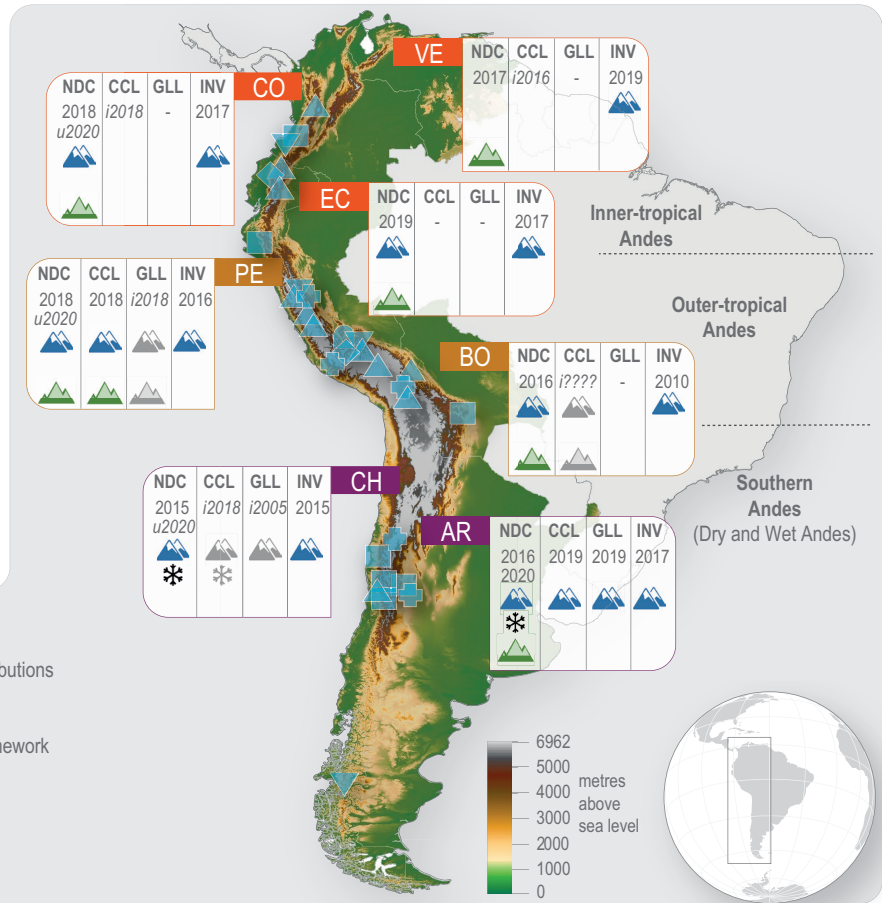 VE
NDC CCL GLL INV
2017 i2016 - 2019
CO
NDC CCL GLL INV
2018 i2018 - 2017
u2020
EC
NDC CCL GLL INV
2019 - - 2017
Inner-tropical
Andes
PE
NDC CCL GLL INV
2018 2018 i2018 2016
u2020
Outer-tropical
Andes
BO
NDC CCL GLL INV
2016 i???? - 2010
CH
NDC CCL GLL INV
2015 i2018 i2005 2015
u2020
Southern
Andes
(Dry and Wet Andes)
AR
NDC CCL GLL INV
2016 2019 2019 2017
2020
butions
nework
6962
5000
4000
3000
2000
1000
0
metres
above
sea level